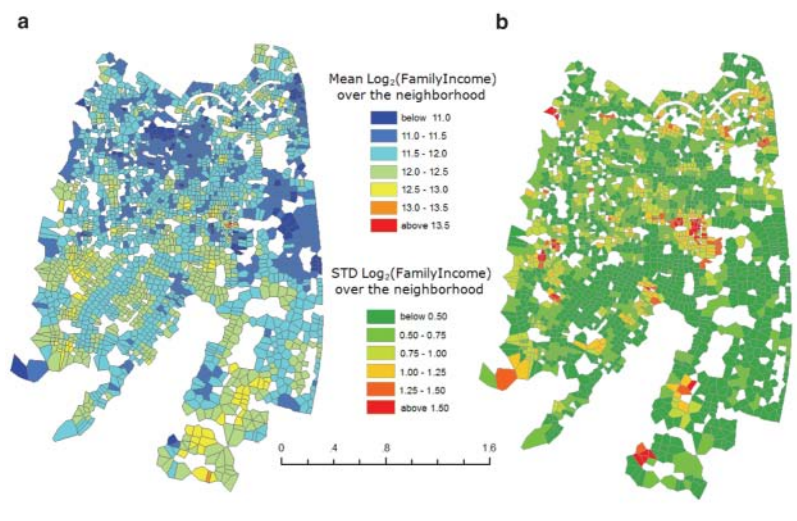 a
b
Mean Log₂(FamilyIncome)
over the neighborhood
below 11.0
11.0 - 11.5
11.5 - 12.0
12.0 - 12.5
12.5 - 13.0
13.0 - 13.5
above 13.5
STD Log₂(FamilyIncome)
over the neighborhood
below 0.50
0.50 - 0.75
0.75 - 1.00
1.00 - 1.25
1.25 - 1.50
above 1.50
0 .4 .8 1.6